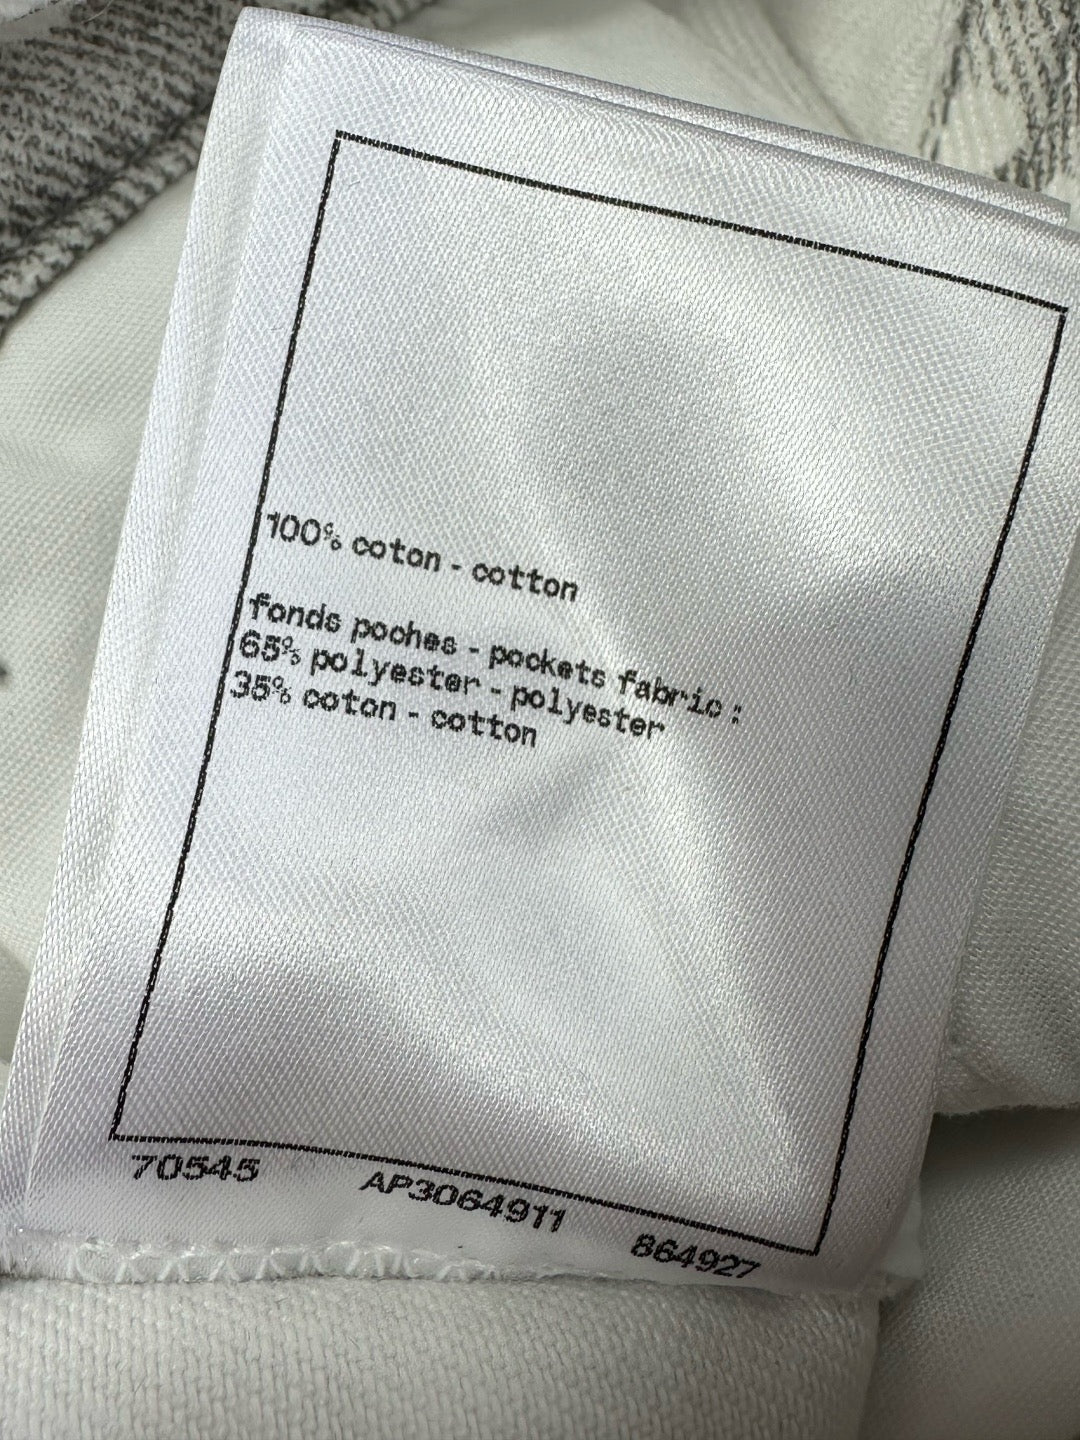 100% coton - cotton
fonds poches - pockets fabric :
65% polyester - polyester
35% coton - cotton
70545 AP3064911 864927